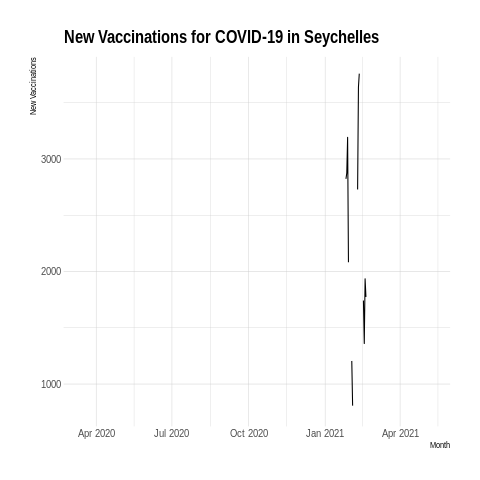 New Vaccinations for COVID-19 in Seychelles
New Vaccinations
3000
2000
1000
Apr 2020 Jul 2020 Oct 2020 Jan 2021 Apr 2021
Month